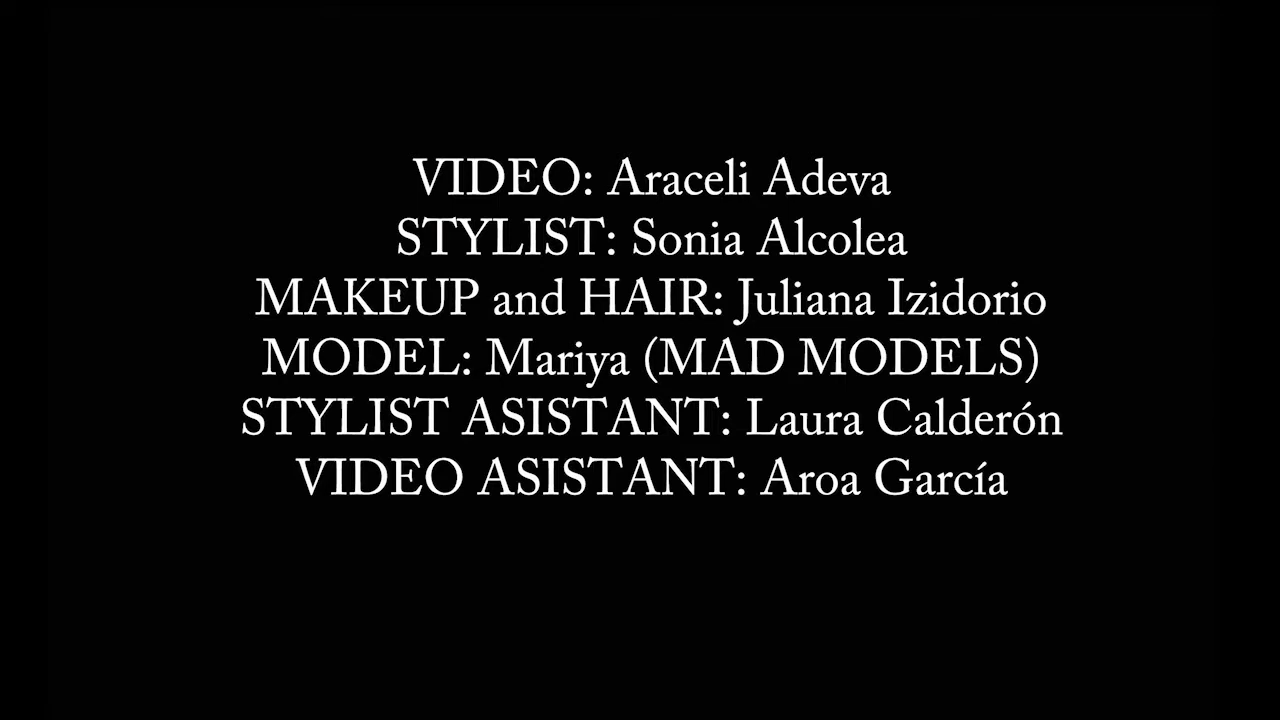 VIDEO: Araceli Adeva
STYLIST: Sonia Alcolea
MAKEUP and HAIR: Juliana Izidorio
MODEL: Mariya (MAD MODELS)
STYLIST ASISTANT: Laura Calderón
VIDEO ASISTANT: Aroa García